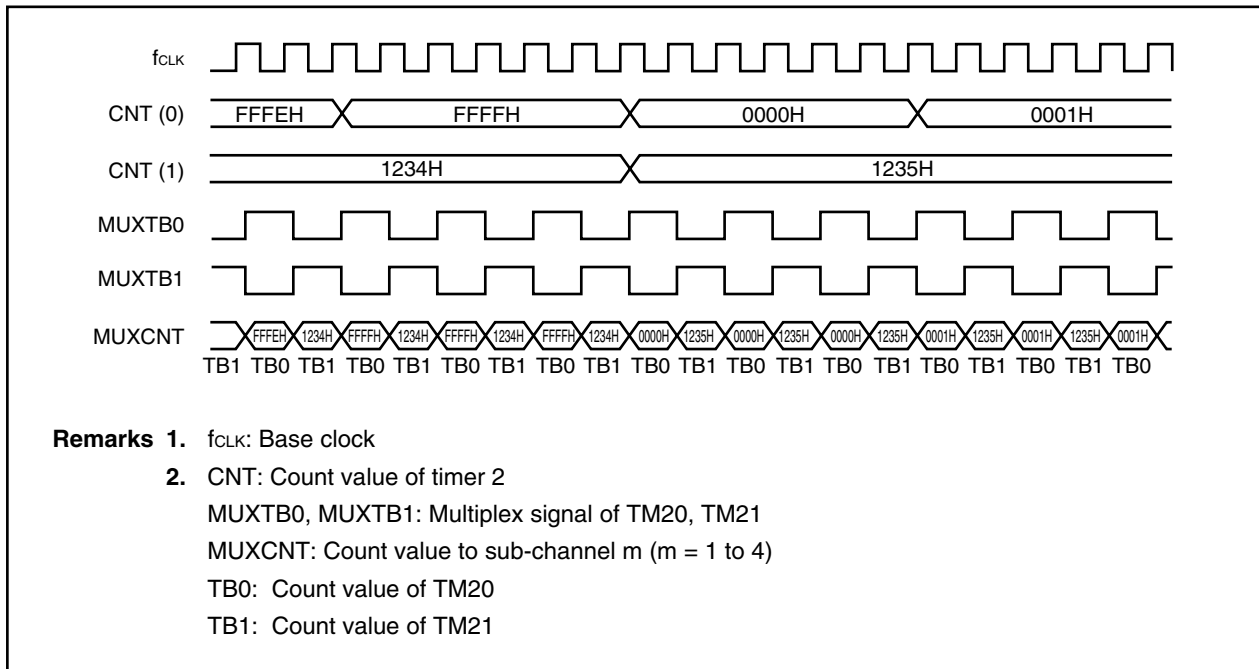 fCLK
CNT (0) FFFEH FFFFH 0000H 0001H
CNT (1) 1234H 1235H
MUXTB0
MUXTB1
MUXCNT FFFEH 1234H FFFFH 1234H FFFFH 1234H FFFFH 1234H 0000H 1235H 0000H 1235H 0000H 1235H 0001H 1235H 0001H 1235H 0001H
TB1 TB0 TB1 TB0 TB1 TB0 TB1 TB0 TB1 TB0 TB1 TB0 TB1 TB0 TB1 TB0 TB1 TB0 TB1 TB0
Remarks 1. fCLK: Base clock
2. CNT: Count value of timer 2
MUXTB0, MUXTB1: Multiplex signal of TM20, TM21
MUXCNT: Count value to sub-channel m (m = 1 to 4)
TB0: Count value of TM20
TB1: Count value of TM21